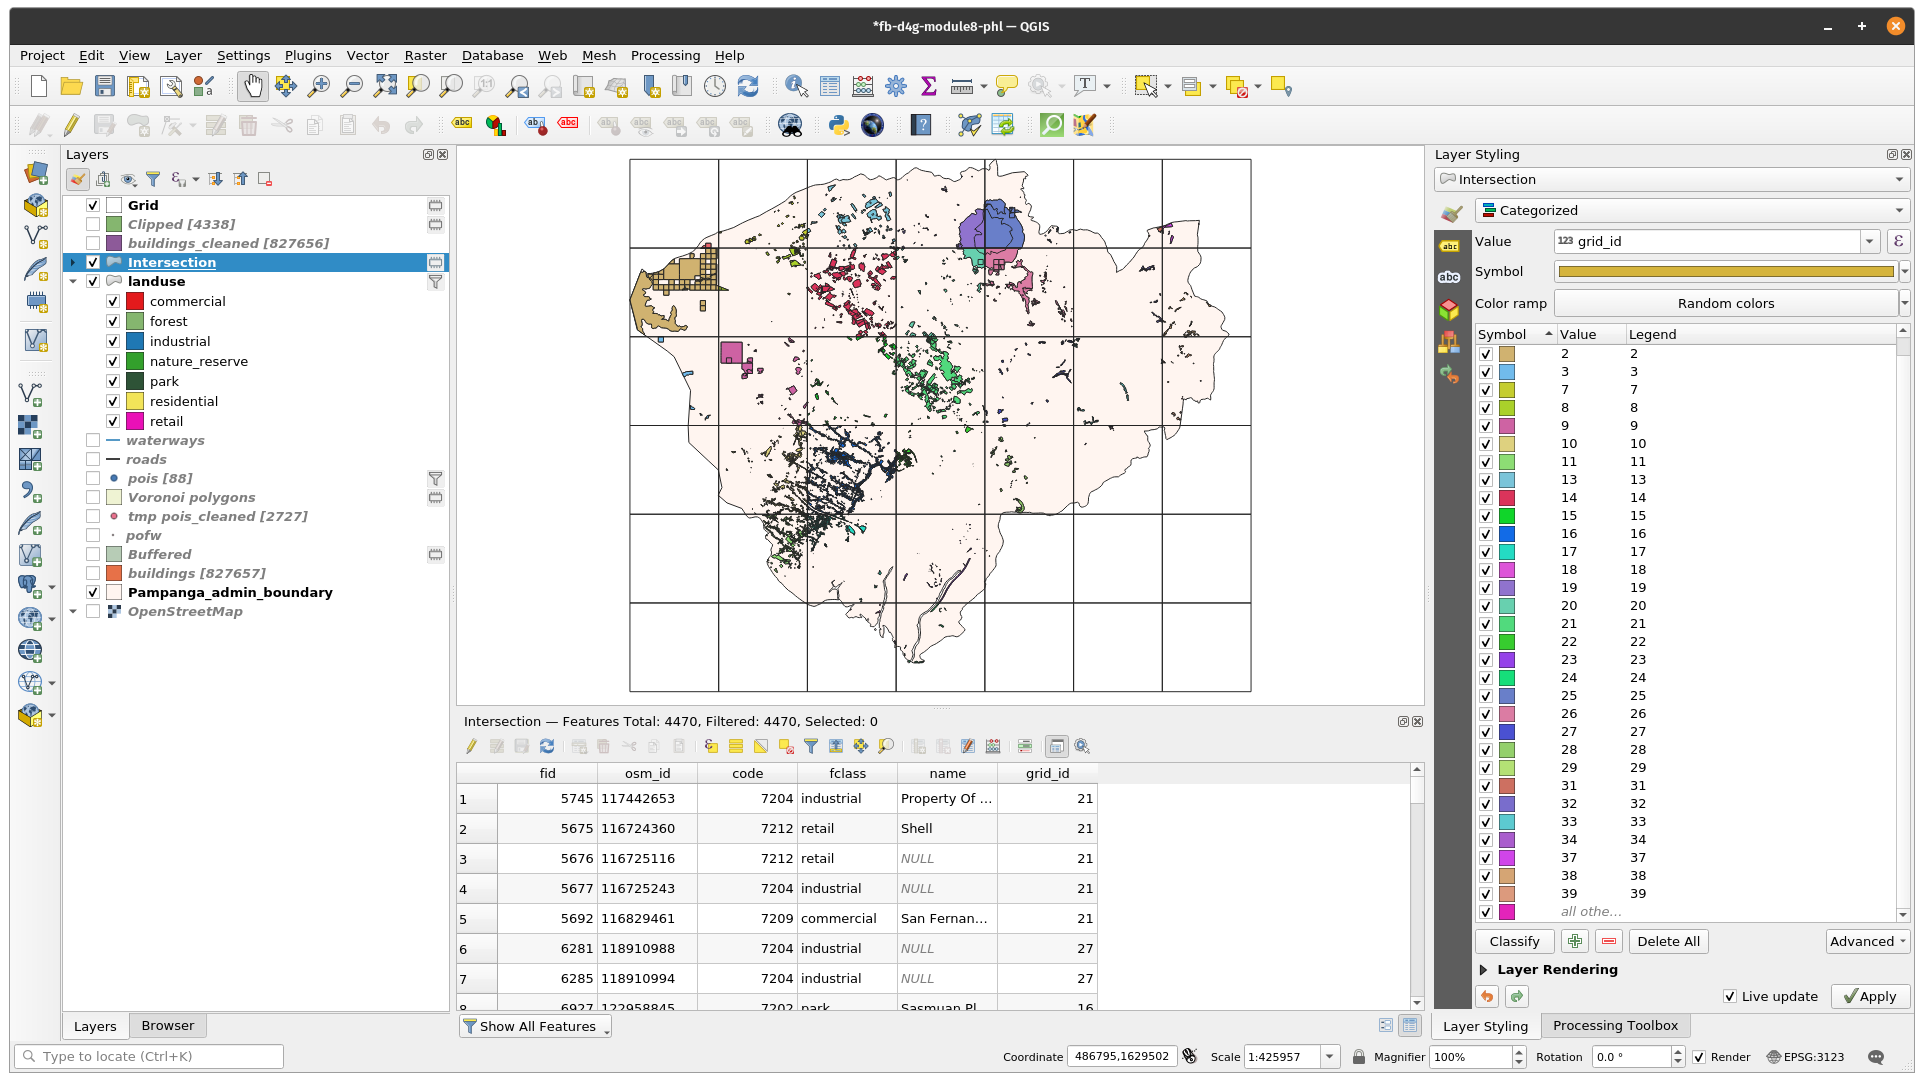 *fb-d4g-module8-phl — QGIS
Project Edit View Layer Settings Plugins Vector Raster Database Web Mesh Processing Help
Layers
Grid
Clipped [4338]
buildings_cleaned [827656]
Intersection
landuse
commercial
forest
industrial
nature_reserve
park
residential
retail
waterways
roads
pois [88]
Voronoi polygons
tmp pois_cleaned [2727]
pofw
Buffered
buildings [827657]
Pampanga_admin_boundary
OpenStreetMap
Layers Browser
Intersection — Features Total: 4470, Filtered: 4470, Selected: 0
fid osm_id code fclass name grid_id
1 5745 117442653 7204 industrial Property Of ... 21
2 5675 116724360 7212 retail Shell 21
3 5676 116725116 7212 retail NULL 21
4 5677 116725243 7204 industrial NULL 21
5 5692 116829461 7209 commercial San Fernan... 21
6 6281 118910988 7204 industrial NULL 27
7 6285 118910994 7204 industrial NULL 27
8 6927 122958845 7202 park Sasmuan Pl... 16
Show All Features
Layer Styling
Intersection
Categorized
Value 123 grid_id
Symbol
Color ramp Random colors
Symbol Value Legend
2 2
3 3
7 7
8 8
9 9
10 10
11 11
13 13
14 14
15 15
16 16
17 17
18 18
19 19
20 20
21 21
22 22
23 23
24 24
25 25
26 26
27 27
28 28
29 29
31 31
32 32
33 33
34 34
37 37
38 38
39 39
all othe...
Classify Delete All Advanced
Layer Rendering
Live update Apply
Layer Styling Processing Toolbox
Type to locate (Ctrl+K) Coordinate 486795,1629502 Scale 1:425957 Magnifier 100% Rotation 0.0 ° Render EPSG:3123